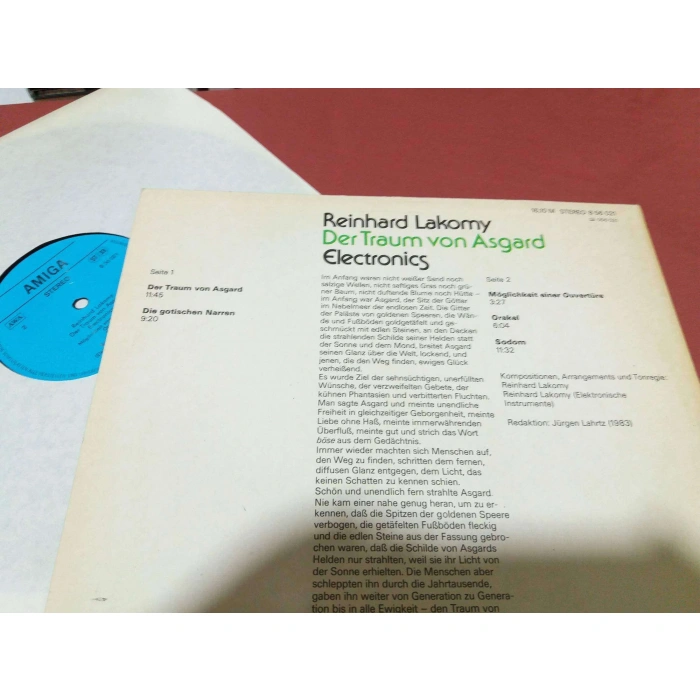 AMIGA
STEREO
16,10 M STEREO 8 56 021
Reinhard Lakomy
Der Traum von Asgard
Electronics
Seite 1
Der Traum von Asgard
11:45
Die gotischen Narren
9:20
Im Anfang waren nicht weißer Sand noch
salzige Wellen, nicht saftiges Gras noch grü-
ner Baum, nicht duftende Blume noch Hütte –
im Anfang war Asgard, der Sitz der Götter
im Nebelmeer der endlosen Zeit. Die Gitter
der Paläste von goldenen Speeren, die Wän-
de und Fußböden goldgetäfelt und ge-
schmückt mit edlen Steinen, an den Decken
die strahlenden Schilde seiner Helden statt
der Sonne und dem Mond, breitet Asgard
seinen Glanz über die Welt, lockend, und
jenen, die den Weg finden, ewiges Glück
verheißend.
Es wurde Ziel der sehnsüchtigen, unerfüllten
Wünsche, der verzweifelten Gebete, der
kühnen Phantasien und verbitterten Fluchten.
Man sagte Asgard und meinte unendliche
Freiheit in gleichzeitiger Geborgenheit, meinte
Liebe ohne Haß, meinte immerwährenden
Überfluß, meinte gut und strich das Wort
böse aus dem Gedächtnis.
Immer wieder machten sich Menschen auf,
den Weg zu finden, schritten dem fernen,
diffusen Glanz entgegen, dem Licht, das
keinen Schatten zu kennen schien.
Schön und unendlich fern strahlte Asgard.
Nie kam einer nahe genug heran, um zu er-
kennen, daß die Spitzen der goldenen Speere
verbogen, die getäfelten Fußböden fleckig
und die edlen Steine aus der Fassung gebro-
chen waren, daß die Schilde von Asgards
Helden nur strahlten, weil sie ihr Licht von
der Sonne erhielten. Die Menschen aber
schleppten ihn durch die Jahrtausende,
gaben ihn weiter von Generation zu Genera-
tion bis in alle Ewigkeit – den Traum von
Seite 2
Möglichkeit einer Ouvertüre
3:27
Orakel
6:04
Sodom
11:32
Kompositionen, Arrangements und Tonregie:
Reinhard Lakomy
Reinhard Lakomy (Elektronische
Instrumente)
Redaktion: Jürgen Lahrtz (1983)